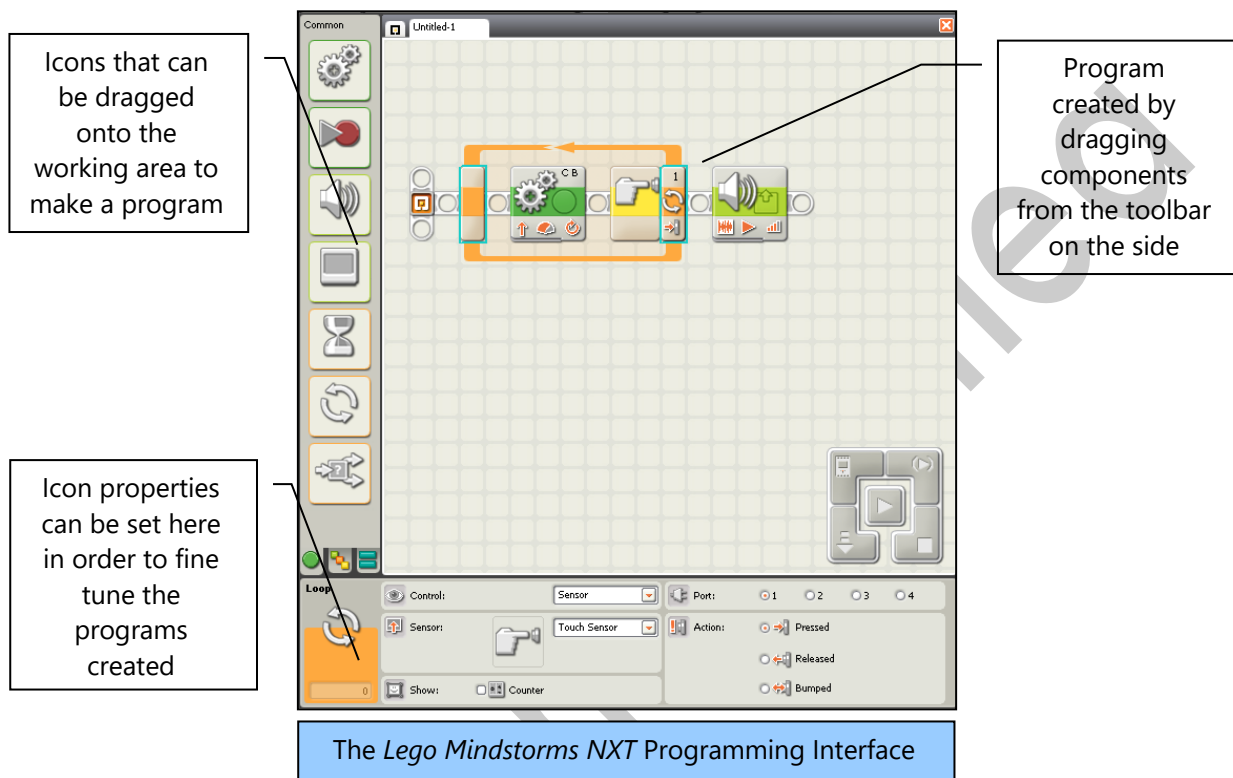 Common
Untitled-1
Icons that can
be dragged
onto the
working area to
make a program
Program
created by
dragging
components
from the toolbar
on the side
C B
1
Icon properties
can be set here
in order to fine
tune the
programs
created
Loop
Control:
Sensor
Port:
1 2 3 4
Sensor:
Touch Sensor
Action:
Pressed
Released
Show:
Counter
Bumped
0
The Lego Mindstorms NXT Programming Interface